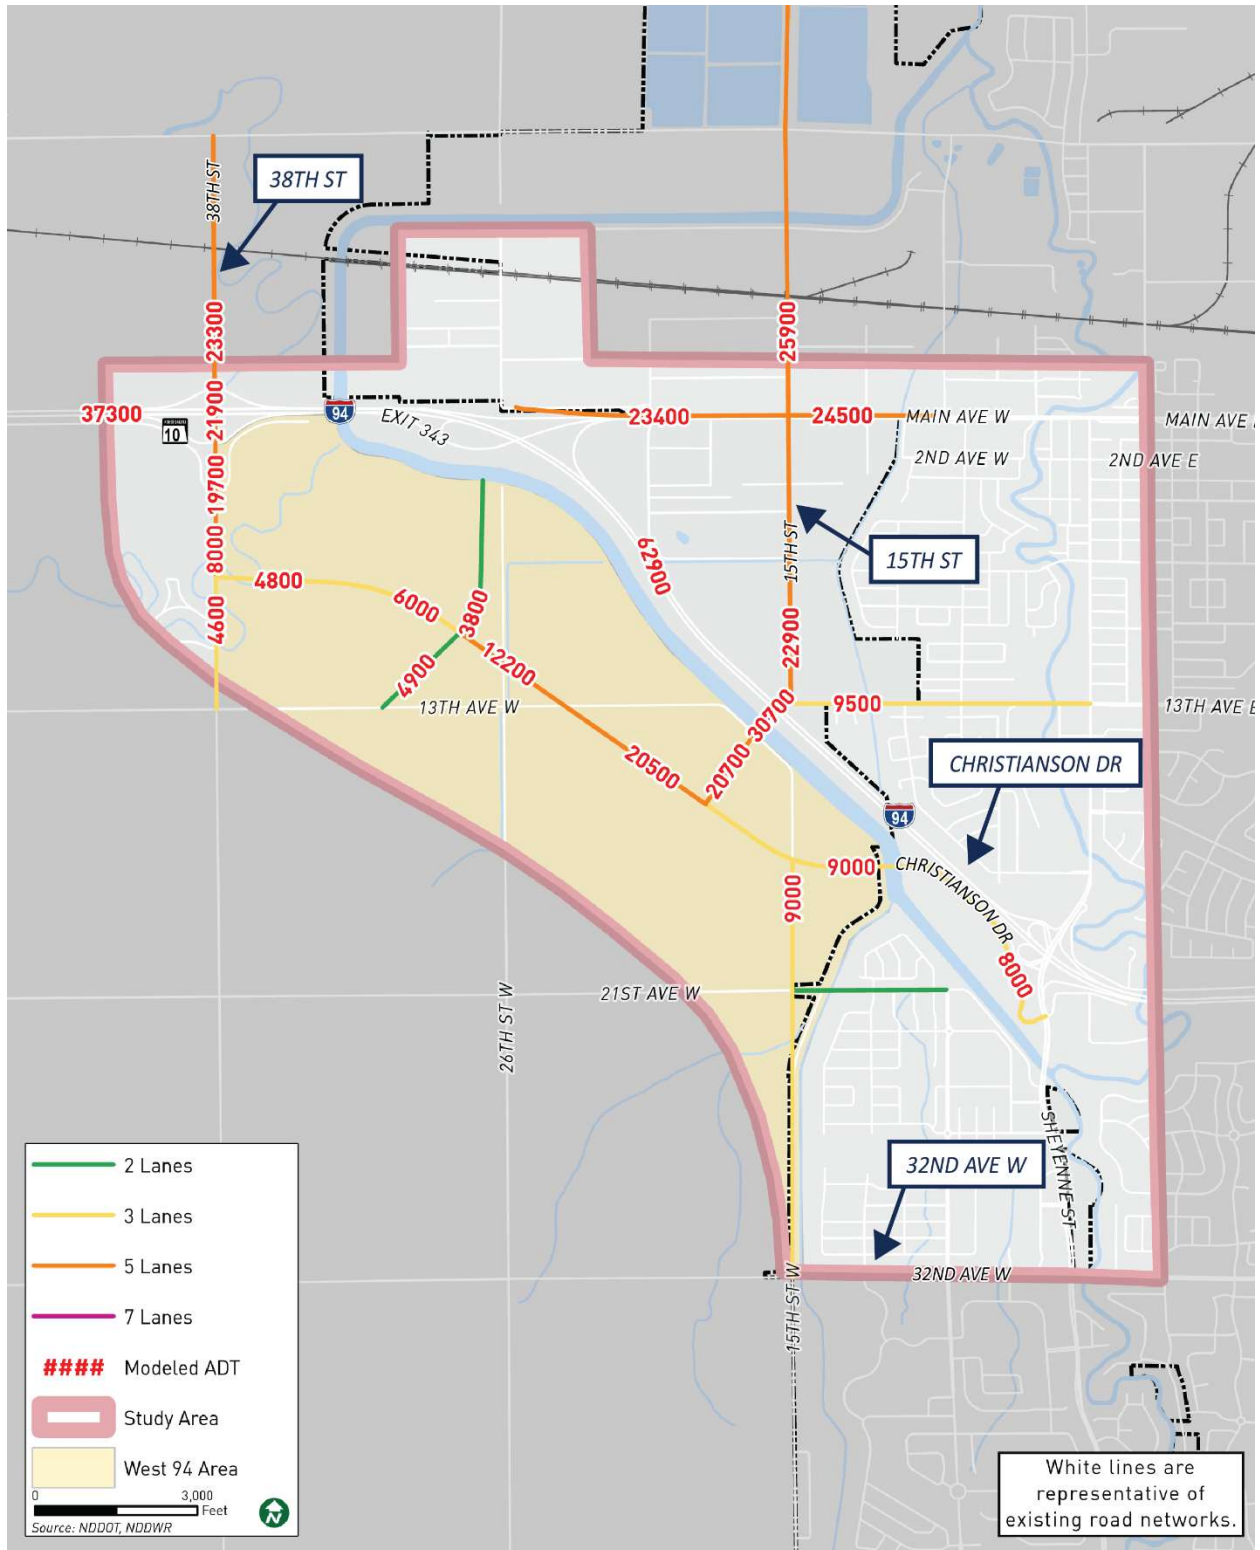 38TH ST
38TH ST
23300
25900
37300
21900
10
94
EXIT 343
23400
24500
MAIN AVE W
MAIN AVE
2ND AVE W
2ND AVE E
19700
8000
62900
15TH ST
15TH ST
4800
6000
3800
4600
4900
12200
22900
13TH AVE W
30700
9500
13TH AVE E
20500
20700
CHRISTIANSON DR
94
9000
CHRISTIANSON DR
9000
8000
21ST AVE W
26TH ST W
SHEYENNE ST
32ND AVE W
32ND AVE W
15TH ST W
2 Lanes
3 Lanes
5 Lanes
7 Lanes
#### Modeled ADT
Study Area
West 94 Area
0 3,000
Feet
N
Source: NDDOT, NDDWR
White lines are
representative of
existing road networks.